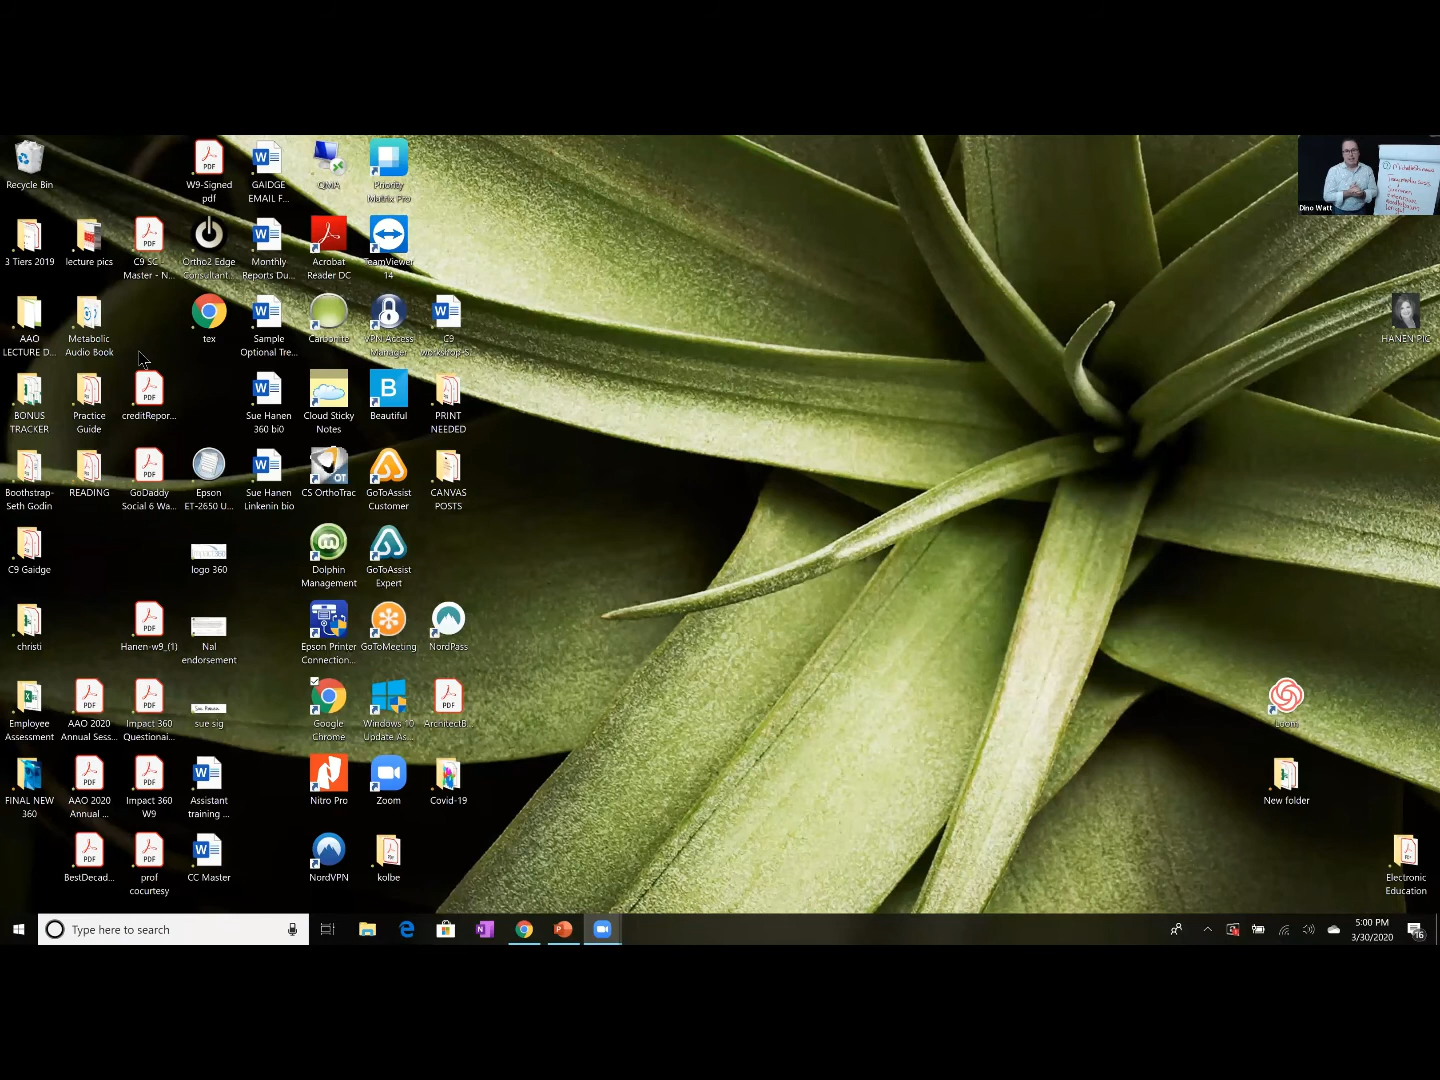 Recycle Bin
W9-Signed
pdf
GAIDGE
EMAIL F...
QMA
Priority
Matrix Pro
3 Tiers 2019
lecture pics
C9 SC -
Master - N...
Ortho2 Edge
Consultant...
Monthly
Reports Du...
Acrobat
Reader DC
TeamViewer
14
AAO
LECTURE D...
Metabolic
Audio Book
tex
Sample
Optional Tre...
Carbonite
VPN Access
Manager
C9
workshop-S...
BONUS
TRACKER
Practice
Guide
creditRepor...
Sue Hanen
360 bi0
Cloud Sticky
Notes
Beautiful
PRINT
NEEDED
Boothstrap-
Seth Godin
READING
GoDaddy
Social 6 Wa...
Epson
ET-2650 U...
Sue Hanen
Linkenin bio
CS OrthoTrac
GoToAssist
Customer
CANVAS
POSTS
C9 Gaidge
logo 360
Dolphin
Management
GoToAssist
Expert
christi
Hanen-w9_(1)
Nal
endorsement
Epson Printer
Connection...
GoToMeeting
NordPass
Employee
Assessment
AAO 2020
Annual Sess...
Impact 360
Questionai...
sue sig
Google
Chrome
Windows 10
Update As...
ArchitectB...
FINAL NEW
360
AAO 2020
Annual ...
Impact 360
W9
Assistant
training ...
Nitro Pro
Zoom
Covid-19
BestDecad...
prof
cocurtesy
CC Master
NordVPN
kolbe
Dino Watt
HANEN PIC
Loom
New folder
Electronic
Education
Type here to search
5:00 PM
3/30/2020
16